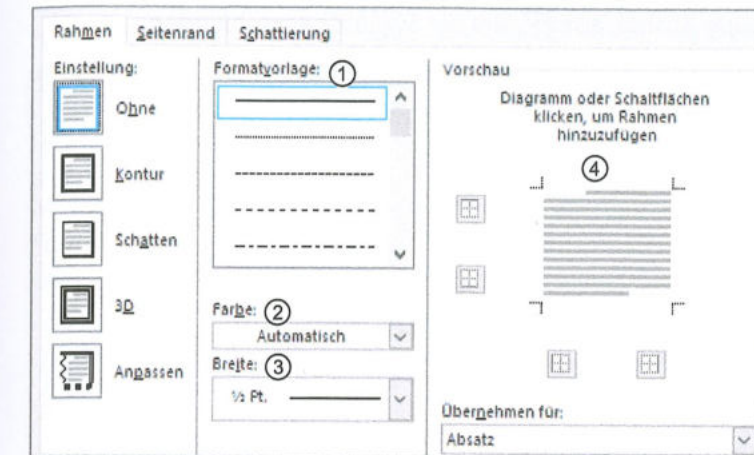 Rahmen Seitenrand Schattierung
Einstellung:
Ohne
Kontur
Schatten
3D
Anpassen
Formatvorlage: ①
Farbe: ②
Automatisch
Breite: ③
½ Pt.
Vorschau
Diagramm oder Schaltflächen
klicken, um Rahmen
hinzuzufügen
④
Übernehmen für:
Absatz